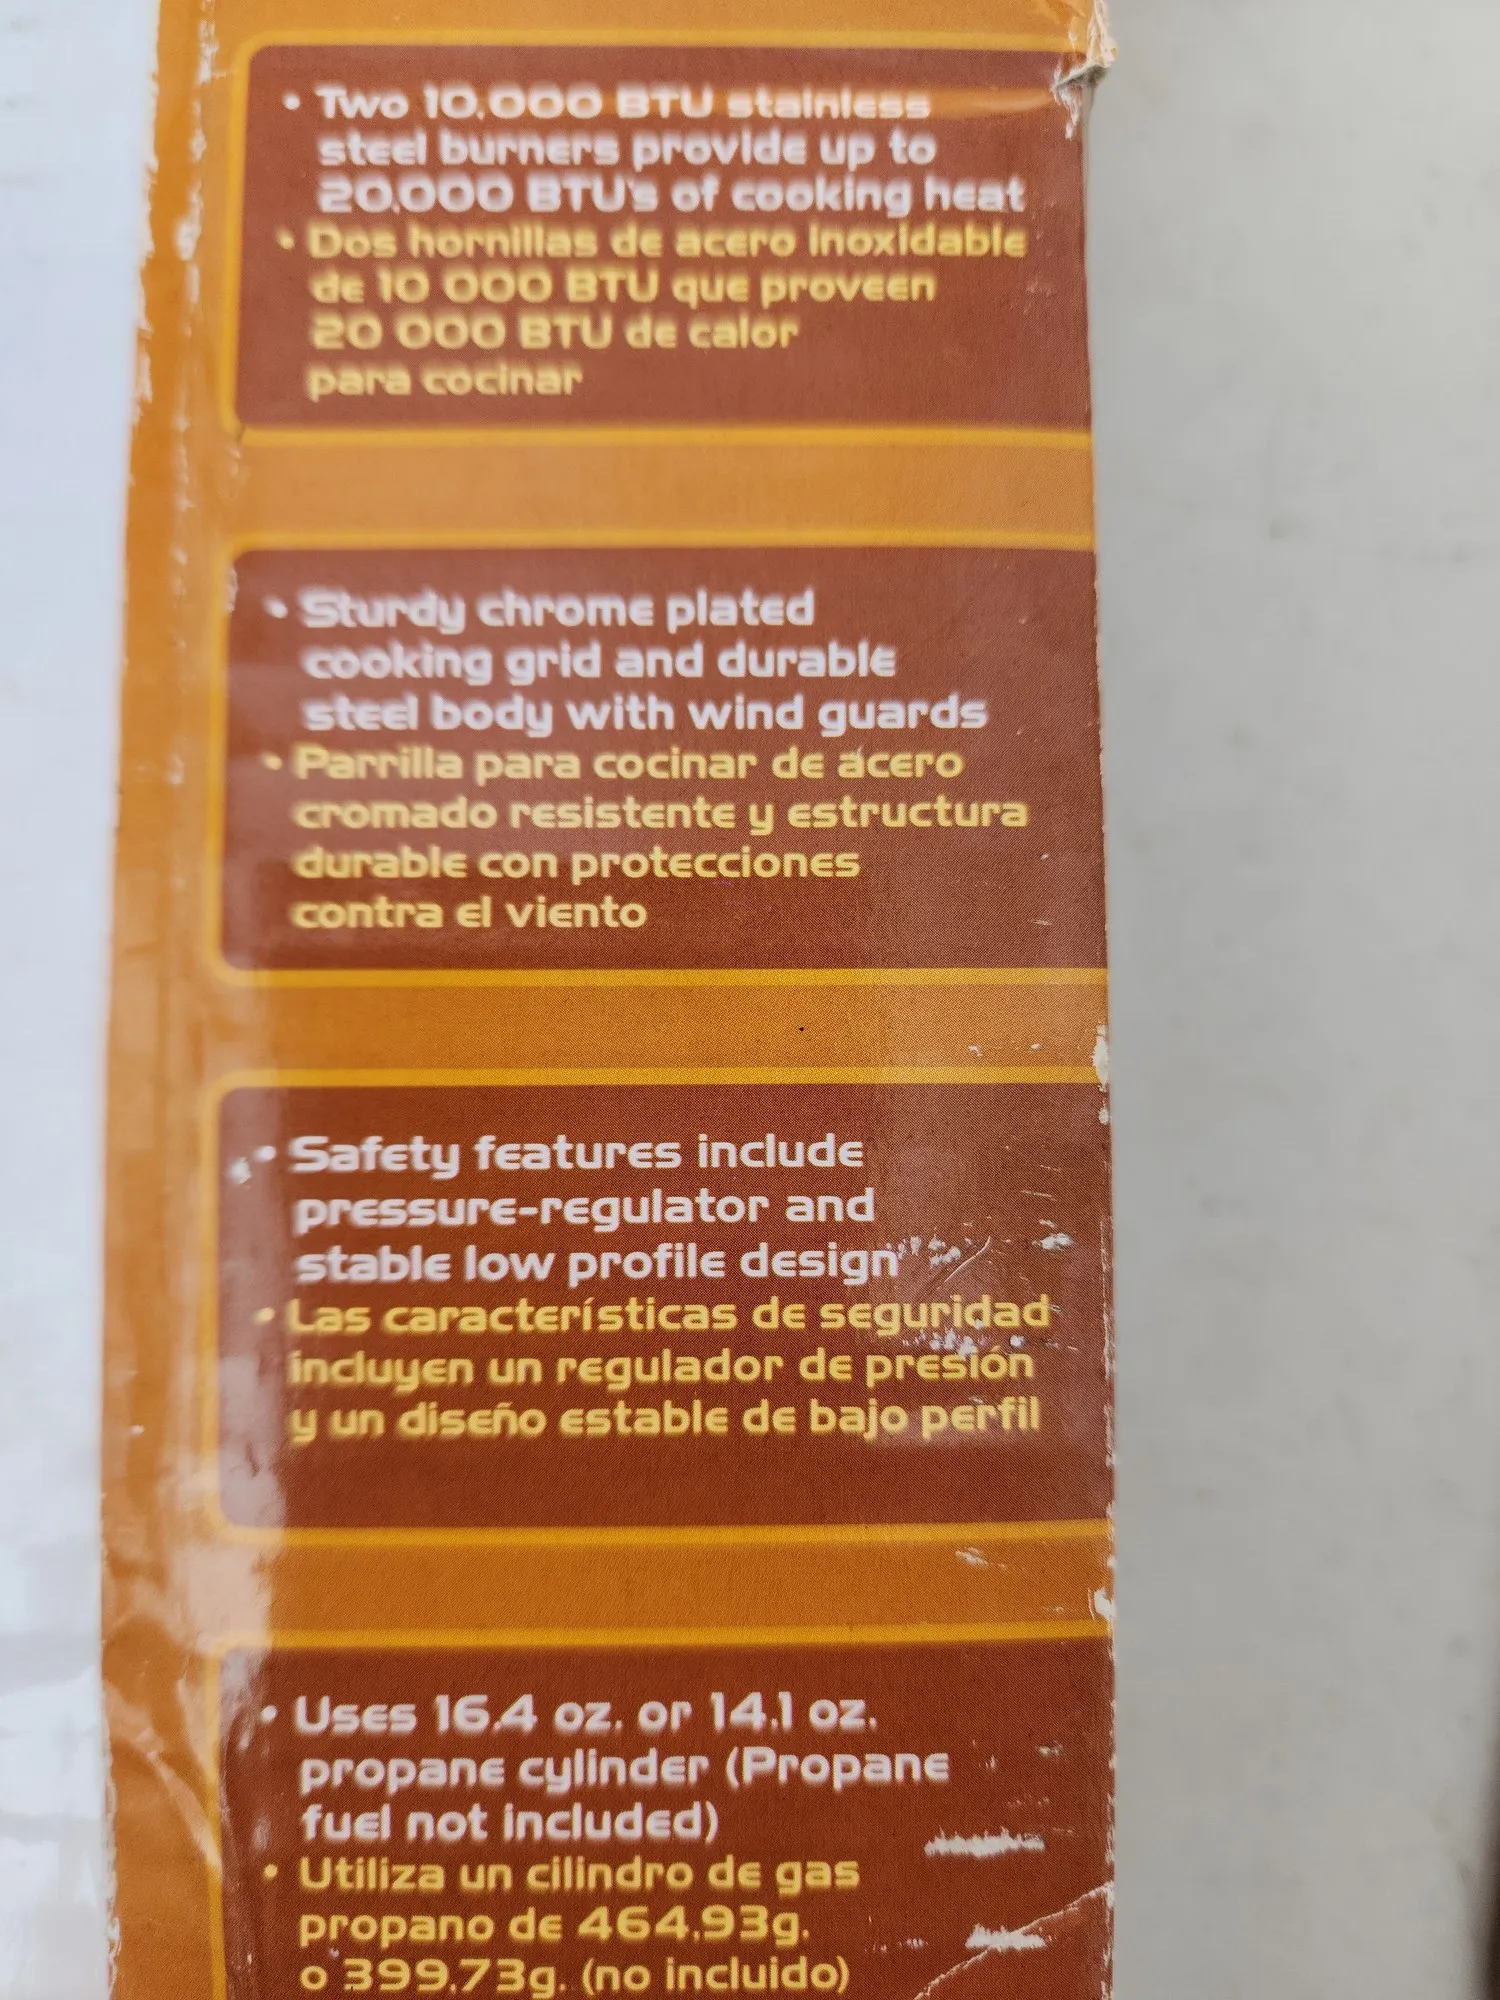 • Two 10,000 BTU stainless
steel burners provide up to
20,000 BTU's of cooking heat
• Dos hornillas de acero inoxidable
de 10 000 BTU que proveen
20 000 BTU de calor
para cocinar
• Sturdy chrome plated
cooking grid and durable
steel body with wind guards
• Parrilla para cocinar de acero
cromado resistente y estructura
durable con protecciones
contra el viento
• Safety features include
pressure-regulator and
stable low profile design
• Las características de seguridad
incluyen un regulador de presión
y un diseño estable de bajo perfil
• Uses 16.4 oz. or 14.1 oz.
propane cylinder (Propane
fuel not included)
• Utiliza un cilindro de gas
propano de 464.93g.
o 399.73g. (no incluido)